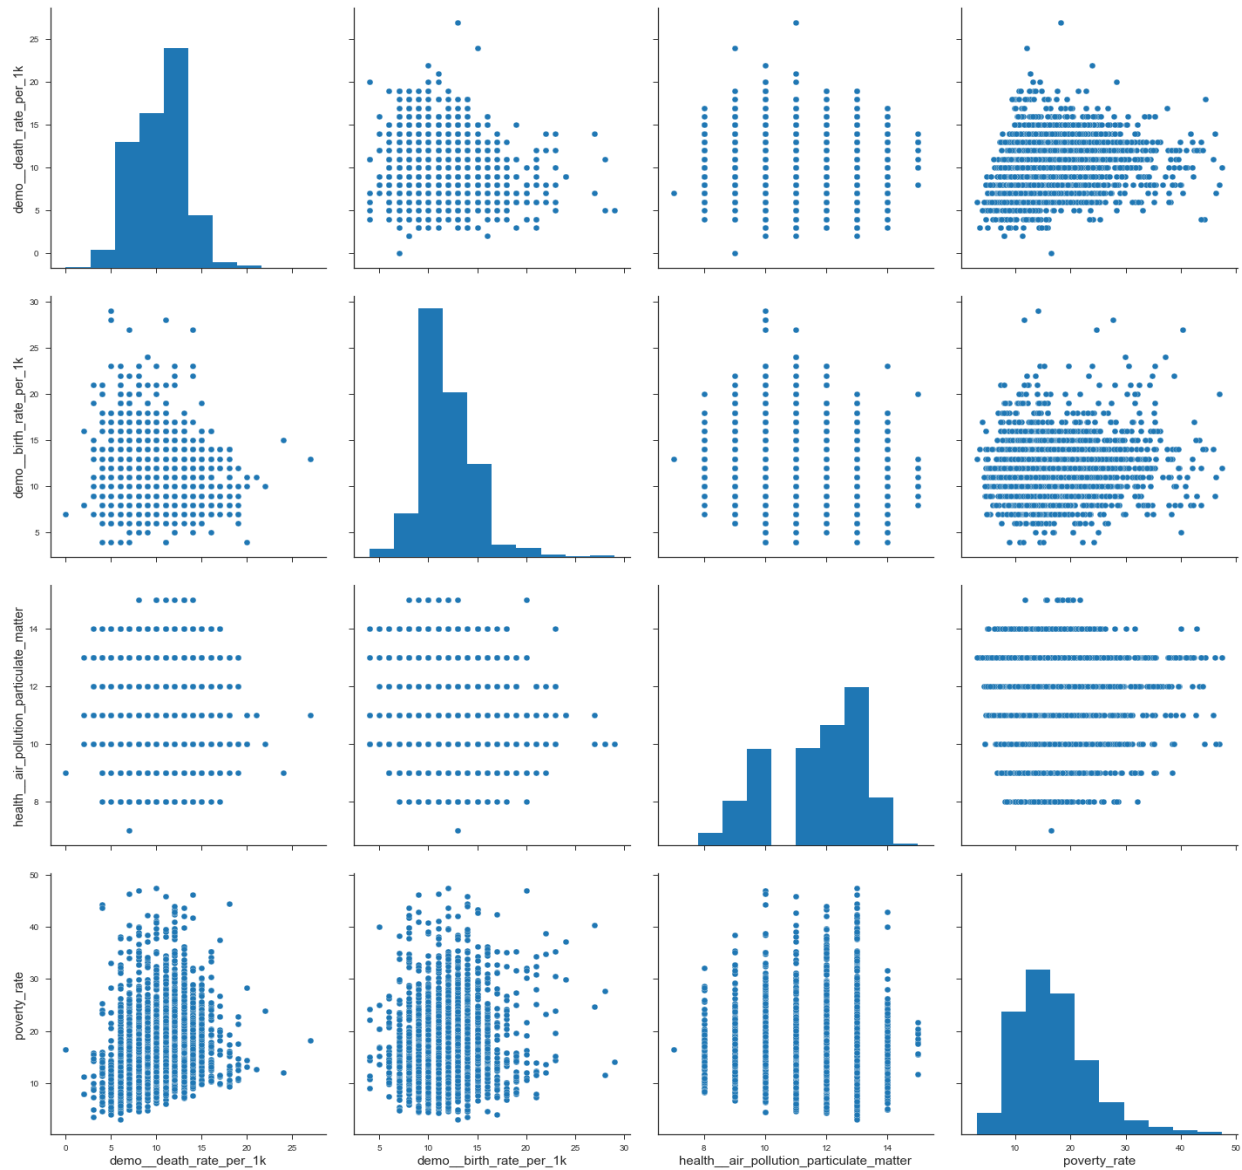 demo__death_rate_per_1k
25
20
15
10
5
0
demo__birth_rate_per_1k
30
25
20
15
10
5
health__air_pollution_particulate_matter
14
12
10
8
poverty_rate
50
40
30
20
10
0 5 10 15 20 25
5 10 15 20 25 30
8 10 12 14
10 20 30 40 50
demo__death_rate_per_1k
demo__birth_rate_per_1k
health__air_pollution_particulate_matter
poverty_rate